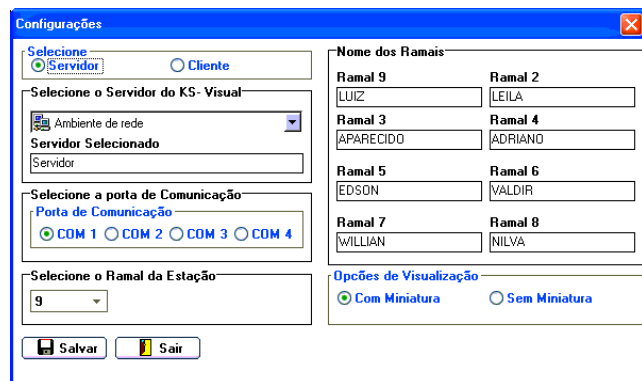 Configurações
Selecione
Servidor
Cliente
Selecione o Servidor do KS- Visual
Ambiente de rede
Servidor Selecionado
Servidor
Selecione a porta de Comunicação
Porta de Comunicação
COM 1 COM 2 COM 3 COM 4
Selecione o Ramal da Estação
9
Salvar
Sair
Nome dos Ramais
Ramal 9 Ramal 2
LUIZ LEILA
Ramal 3 Ramal 4
APARECIDO ADRIANO
Ramal 5 Ramal 6
EDSON VALDIR
Ramal 7 Ramal 8
WILLIAN NILVA
Opcões de Visualização
Com Miniatura Sem Miniatura